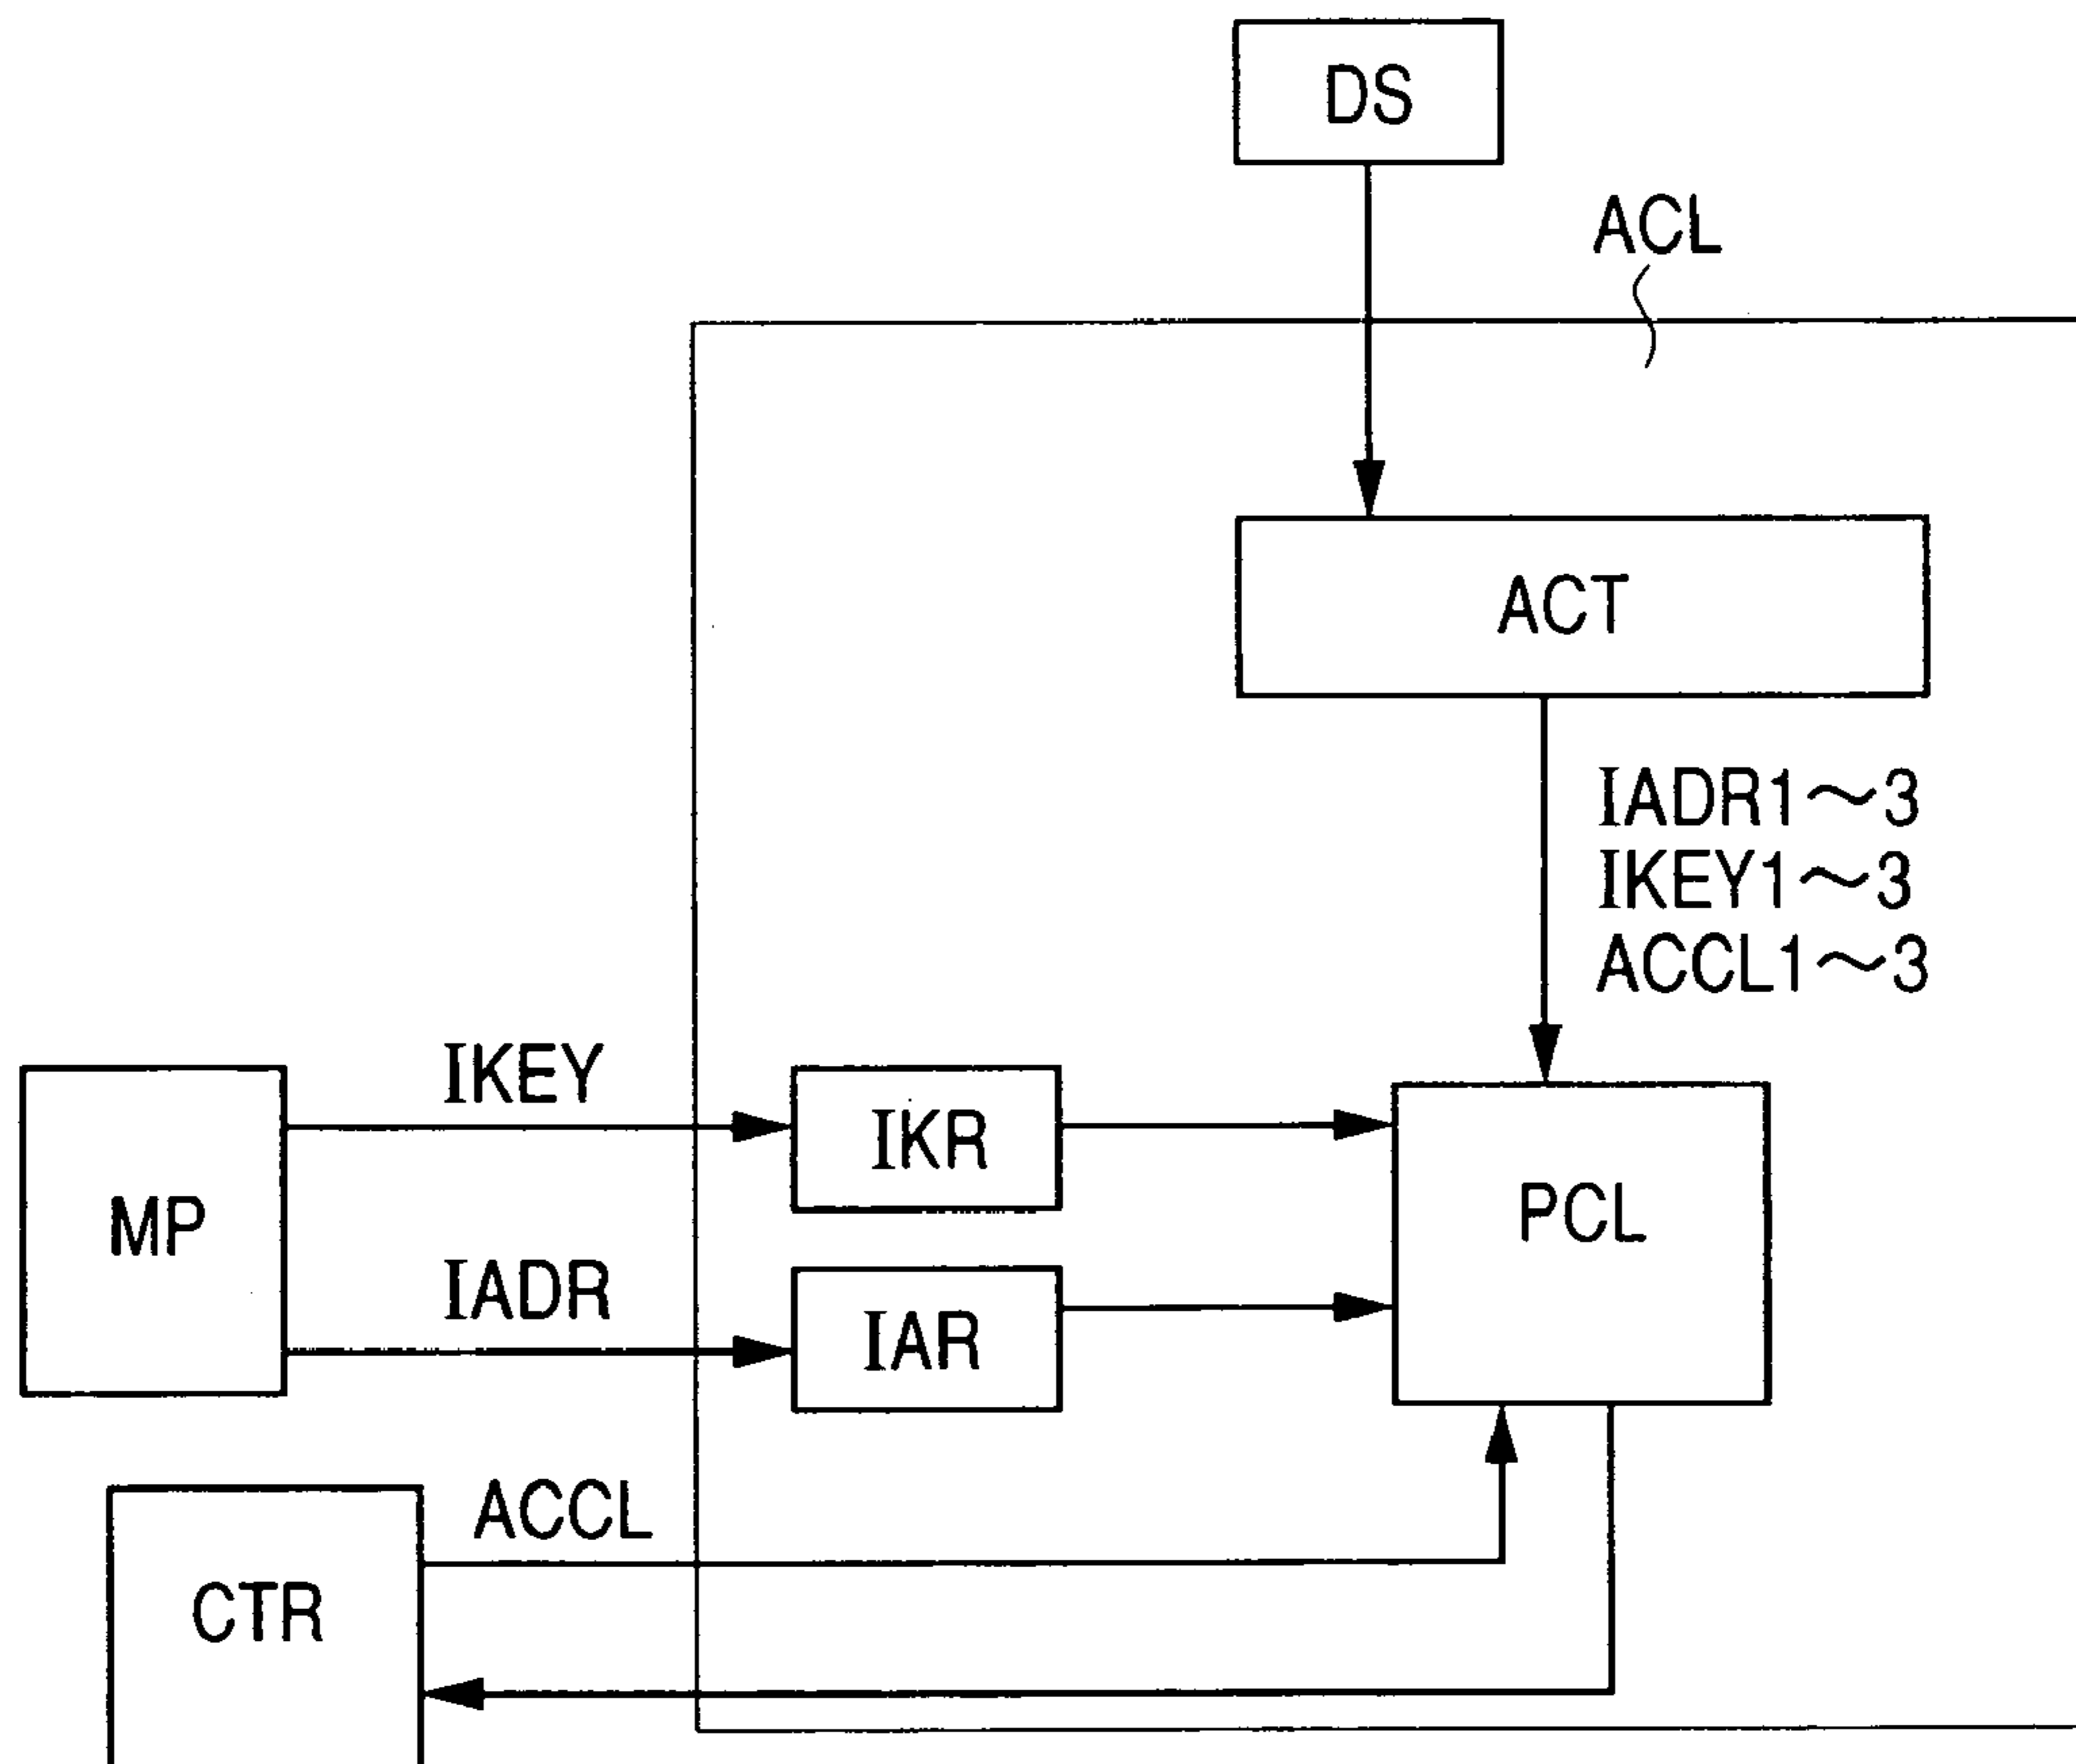 DS
ACL
ACT
IADR1~3
IKEY1~3
ACCL1~3
IKEY
IKR
MP
PCL
IADR
IAR
ACCL
CTR